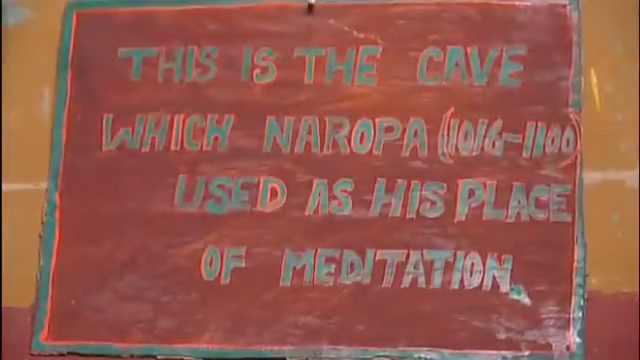 THIS IS THE CAVE
WHICH NAROPA (1016-1100)
USED AS HIS PLACE
OF MEDITATION.